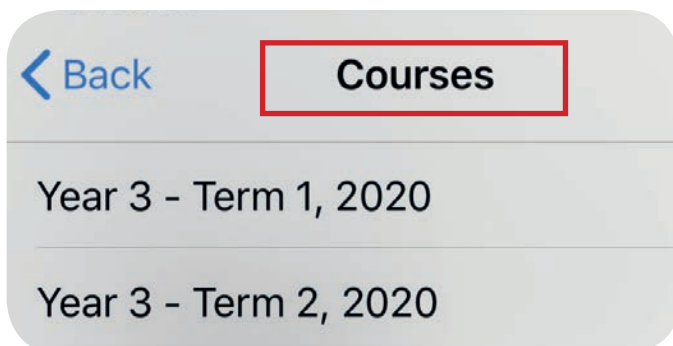 Back
Courses
Year 3 - Term 1, 2020
Year 3 - Term 2, 2020